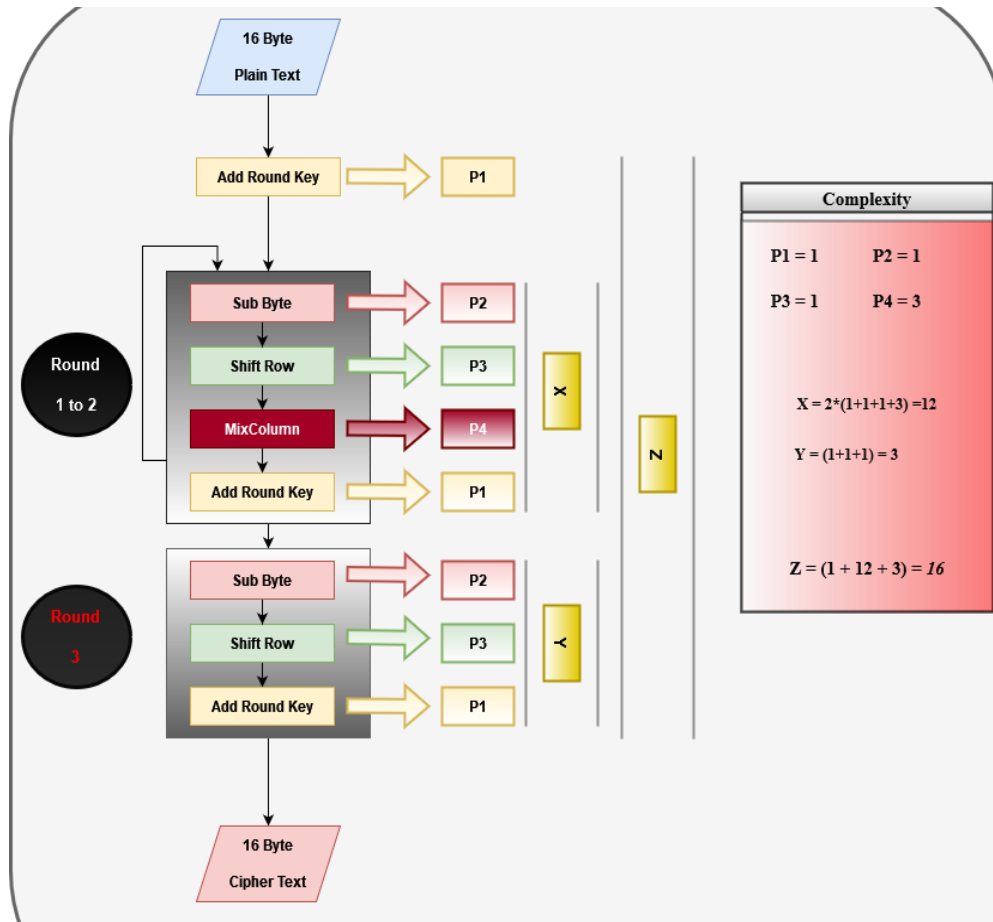 16 Byte
Plain Text
Add Round Key
P1
Complexity
P1 = 1
P2 = 1
P3 = 1
P4 = 3
X = 2*(1+1+1+3) =12
Y = (1+1+1) = 3
Z = (1 + 12 + 3) = 16
Round
1 to 2
Sub Byte
P2
Shift Row
P3
MixColumn
P4
Add Round Key
P1
X
Z
Round
3
Sub Byte
P2
Shift Row
P3
Add Round Key
P1
Y
16 Byte
Cipher Text